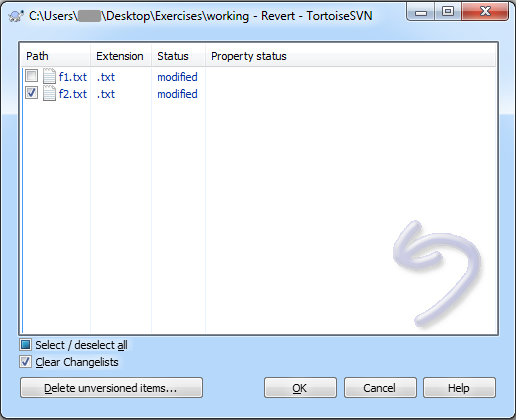 C:\Users\ \Desktop\Exercises\working - Revert - TortoiseSVN
Path Extension Status Property status
f1.txt .txt modified
f2.txt .txt modified
Select / deselect all
Clear Changelists
Delete unversioned items... OK Cancel Help